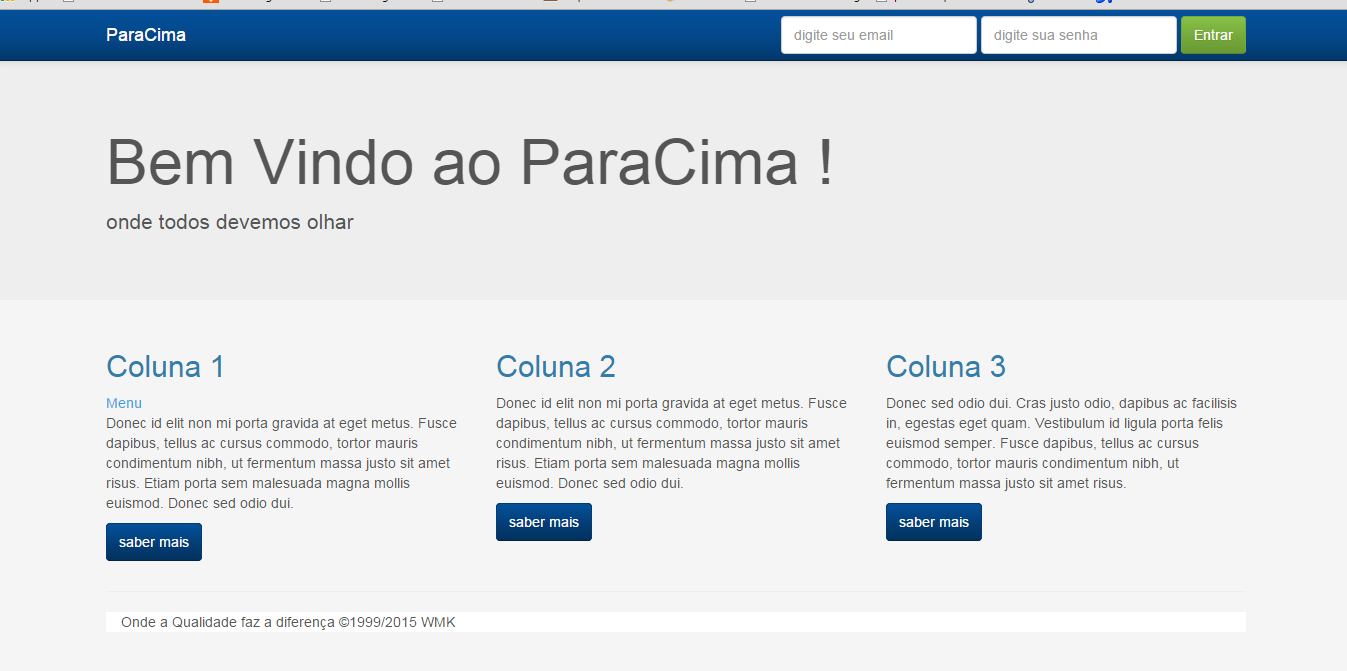 ParaCima
digite seu email
digite sua senha
Entrar
Bem Vindo ao ParaCima !
onde todos devemos olhar
Coluna 1
Menu
Donec id elit non mi porta gravida at eget metus. Fusce
dapibus, tellus ac cursus commodo, tortor mauris
condimentum nibh, ut fermentum massa justo sit amet
risus. Etiam porta sem malesuada magna mollis
euismod. Donec sed odio dui.
saber mais
Coluna 2
Donec id elit non mi porta gravida at eget metus. Fusce
dapibus, tellus ac cursus commodo, tortor mauris
condimentum nibh, ut fermentum massa justo sit amet
risus. Etiam porta sem malesuada magna mollis
euismod. Donec sed odio dui.
saber mais
Coluna 3
Donec sed odio dui. Cras justo odio, dapibus ac facilisis
in, egestas eget quam. Vestibulum id ligula porta felis
euismod semper. Fusce dapibus, tellus ac cursus
commodo, tortor mauris condimentum nibh, ut
fermentum massa justo sit amet risus.
saber mais
Onde a Qualidade faz a diferença ©1999/2015 WMK